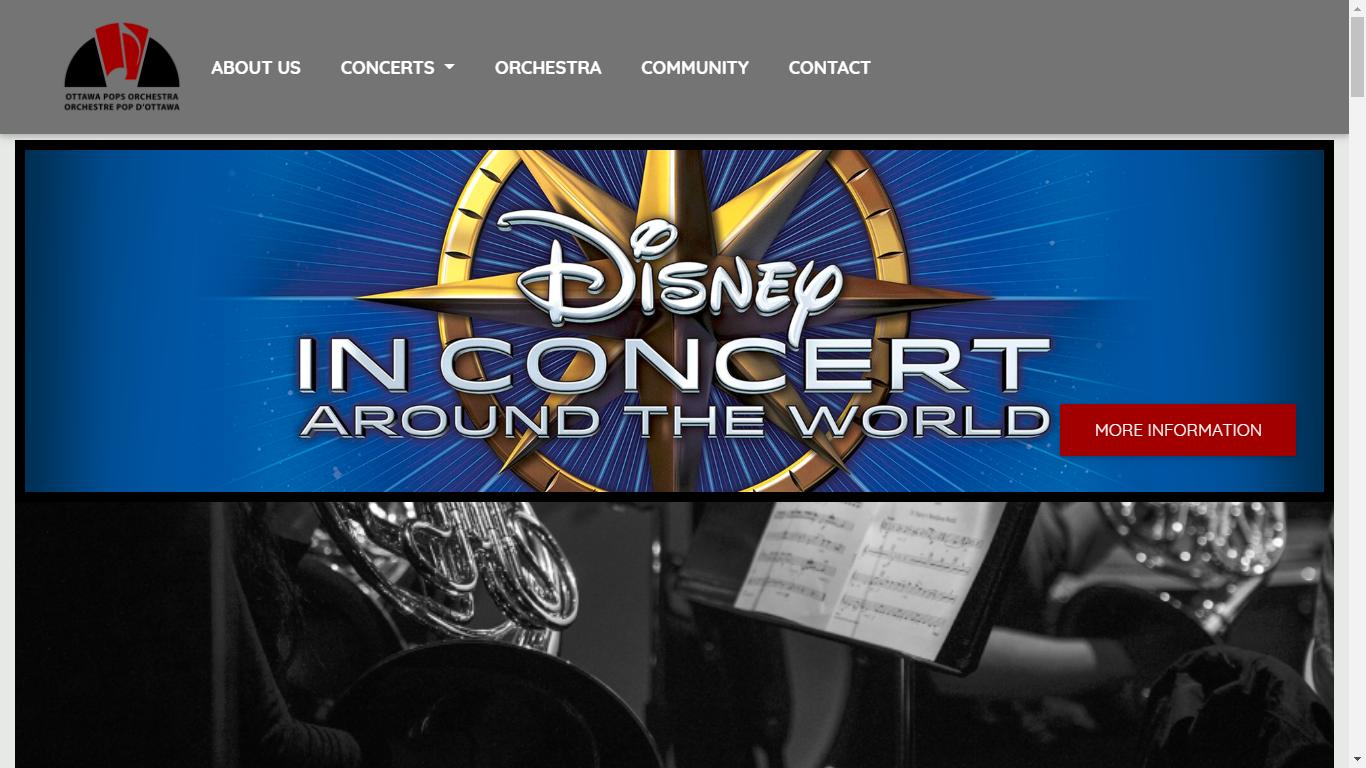 OTTAWA POPS ORCHESTRA
ORCHESTRE POP D'OTTAWA
ABOUT US
CONCERTS
ORCHESTRA
COMMUNITY
CONTACT
DISNEY
IN CONCERT
AROUND THE WORLD
MORE INFORMATION